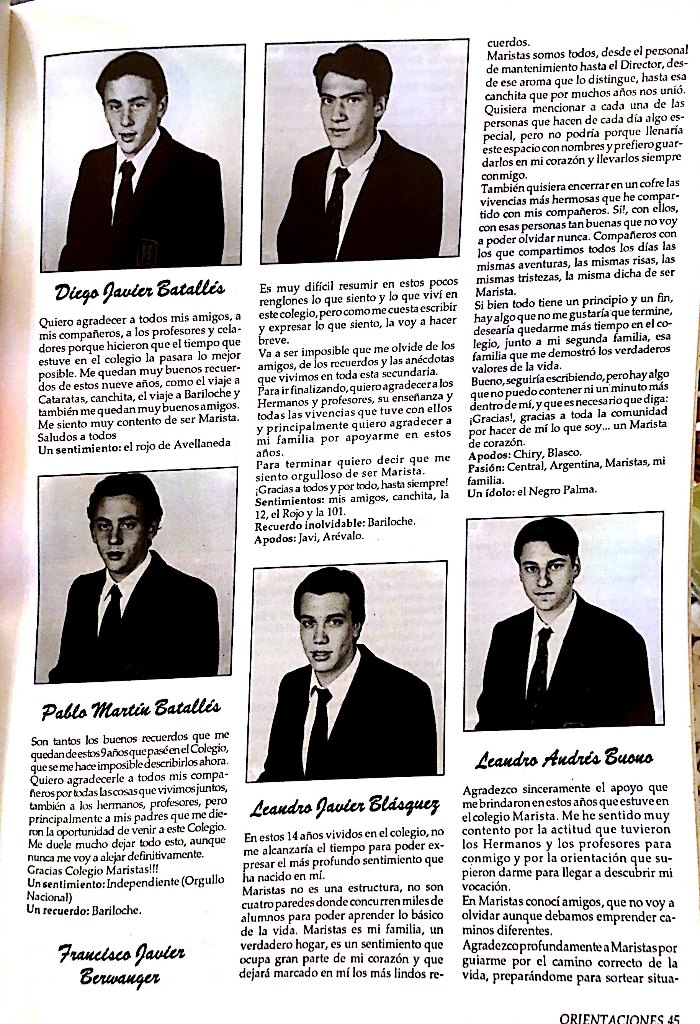 Diego Javier Batallés
Quiero agradecer a todos mis amigos, a
mis compañeros, a los profesores y cela-
dores porque hicieron que el tiempo que
estuve en el colegio la pasara lo mejor
posible. Me quedan muy buenos recuer-
dos de estos nueve años, como el viaje a
Cataratas, canchita, el viaje a Bariloche y
también me quedan muy buenos amigos.
Me siento muy contento de ser Marista.
Saludos a todos
Un sentimiento: el rojo de Avellaneda
Pablo Martín Batallés
Son tantos los buenos recuerdos que me
quedan de estos 9 años que pasé en el Colegio,
que se me hace imposible describirlos ahora.
Quiero agradecerle a todos mis compa-
ñeros por todas las cosas que vivimos juntos,
también a los hermanos, profesores, pero
principalmente a mis padres que me die-
ron la oportunidad de venir a este Colegio.
Me duele mucho dejar todo esto, aunque
nunca me voy a alejar definitivamente.
Gracias Colegio Maristas!!!
Un sentimiento: Independiente (Orgullo
Nacional)
Un recuerdo: Bariloche.
Francisco Javier
Berwanger
Es muy difícil resumir en estos pocos
renglones lo que siento y lo que viví en
este colegio, pero como me cuesta escribir
y expresar lo que siento, la voy a hacer
breve.
Va a ser imposible que me olvide de los
amigos, de los recuerdos y las anécdotas
que vivimos en toda esta secundaria.
Para ir finalizando, quiero agradecer a los
Hermanos y profesores, su enseñanza y
todas las vivencias que tuve con ellos
y principalmente quiero agradecer a
mi familia por apoyarme en estos
años.
Para terminar quiero decir que me
siento orgulloso de ser Marista.
¡Gracias a todos y por todo, hasta siempre!
Sentimientos: mis amigos, canchita, la
12, el Rojo y la 101.
Recuerdo inolvidable: Bariloche.
Apodos: Javi, Arévalo.
Leandro Javier Blásquez
En estos 14 años vividos en el colegio, no
me alcanzaría el tiempo para poder ex-
presar el más profundo sentimiento que
ha nacido en mí.
Maristas no es una estructura, no son
cuatro paredes donde concurren miles de
alumnos para poder aprender lo básico
de la vida. Maristas es mi familia, un
verdadero hogar, es un sentimiento que
ocupa gran parte de mi corazón y que
dejará marcado en mí los más lindos re-
cuerdos.
Maristas somos todos, desde el personal
de mantenimiento hasta el Director, des-
de ese aroma que lo distingue, hasta esa
canchita que por muchos años nos unió.
Quisiera mencionar a cada una de las
personas que hacen de cada día algo es-
pecial, pero no podría porque llenaría
este espacio con nombres y prefiero guar-
darlos en mi corazón y llevarlos siempre
conmigo.
También quisiera encerrar en un cofre las
vivencias más hermosas que he compar-
tido con mis compañeros. Sí!, con ellos,
con esas personas tan buenas que no voy
a poder olvidar nunca. Compañeros con
los que compartimos todos los días las
mismas aventuras, las mismas risas, las
mismas tristezas, la misma dicha de ser
Marista.
Si bien todo tiene un principio y un fin,
hay algo que no me gustaría que termine,
desearía quedarme más tiempo en el co-
legio, junto a mi segunda familia, esa
familia que me demostró los verdaderos
valores de la vida.
Bueno, seguiría escribiendo, pero hay algo
que no puedo contener ni un minuto más
dentro de mí, y que es necesario que diga:
¡Gracias!, gracias a toda la comunidad
por hacer de mí lo que soy... un Marista
de corazón.
Apodos: Chiry, Blasco.
Pasión: Central, Argentina, Maristas, mi
familia.
Un ídolo: el Negro Palma.
Leandro Andrés Buono
Agradezco sinceramente el apoyo que
me brindaron en estos años que estuve en
el colegio Marista. Me he sentido muy
contento por la actitud que tuvieron
los Hermanos y los profesores para
conmigo y por la orientación que su-
pieron darme para llegar a descubrir mi
vocación.
En Maristas conocí amigos, que no voy a
olvidar aunque debamos emprender ca-
minos diferentes.
Agradezco profundamente a Maristas por
guiarme por el camino correcto de la
vida, preparándome para sortear situa-
ORIENTACIONES 45